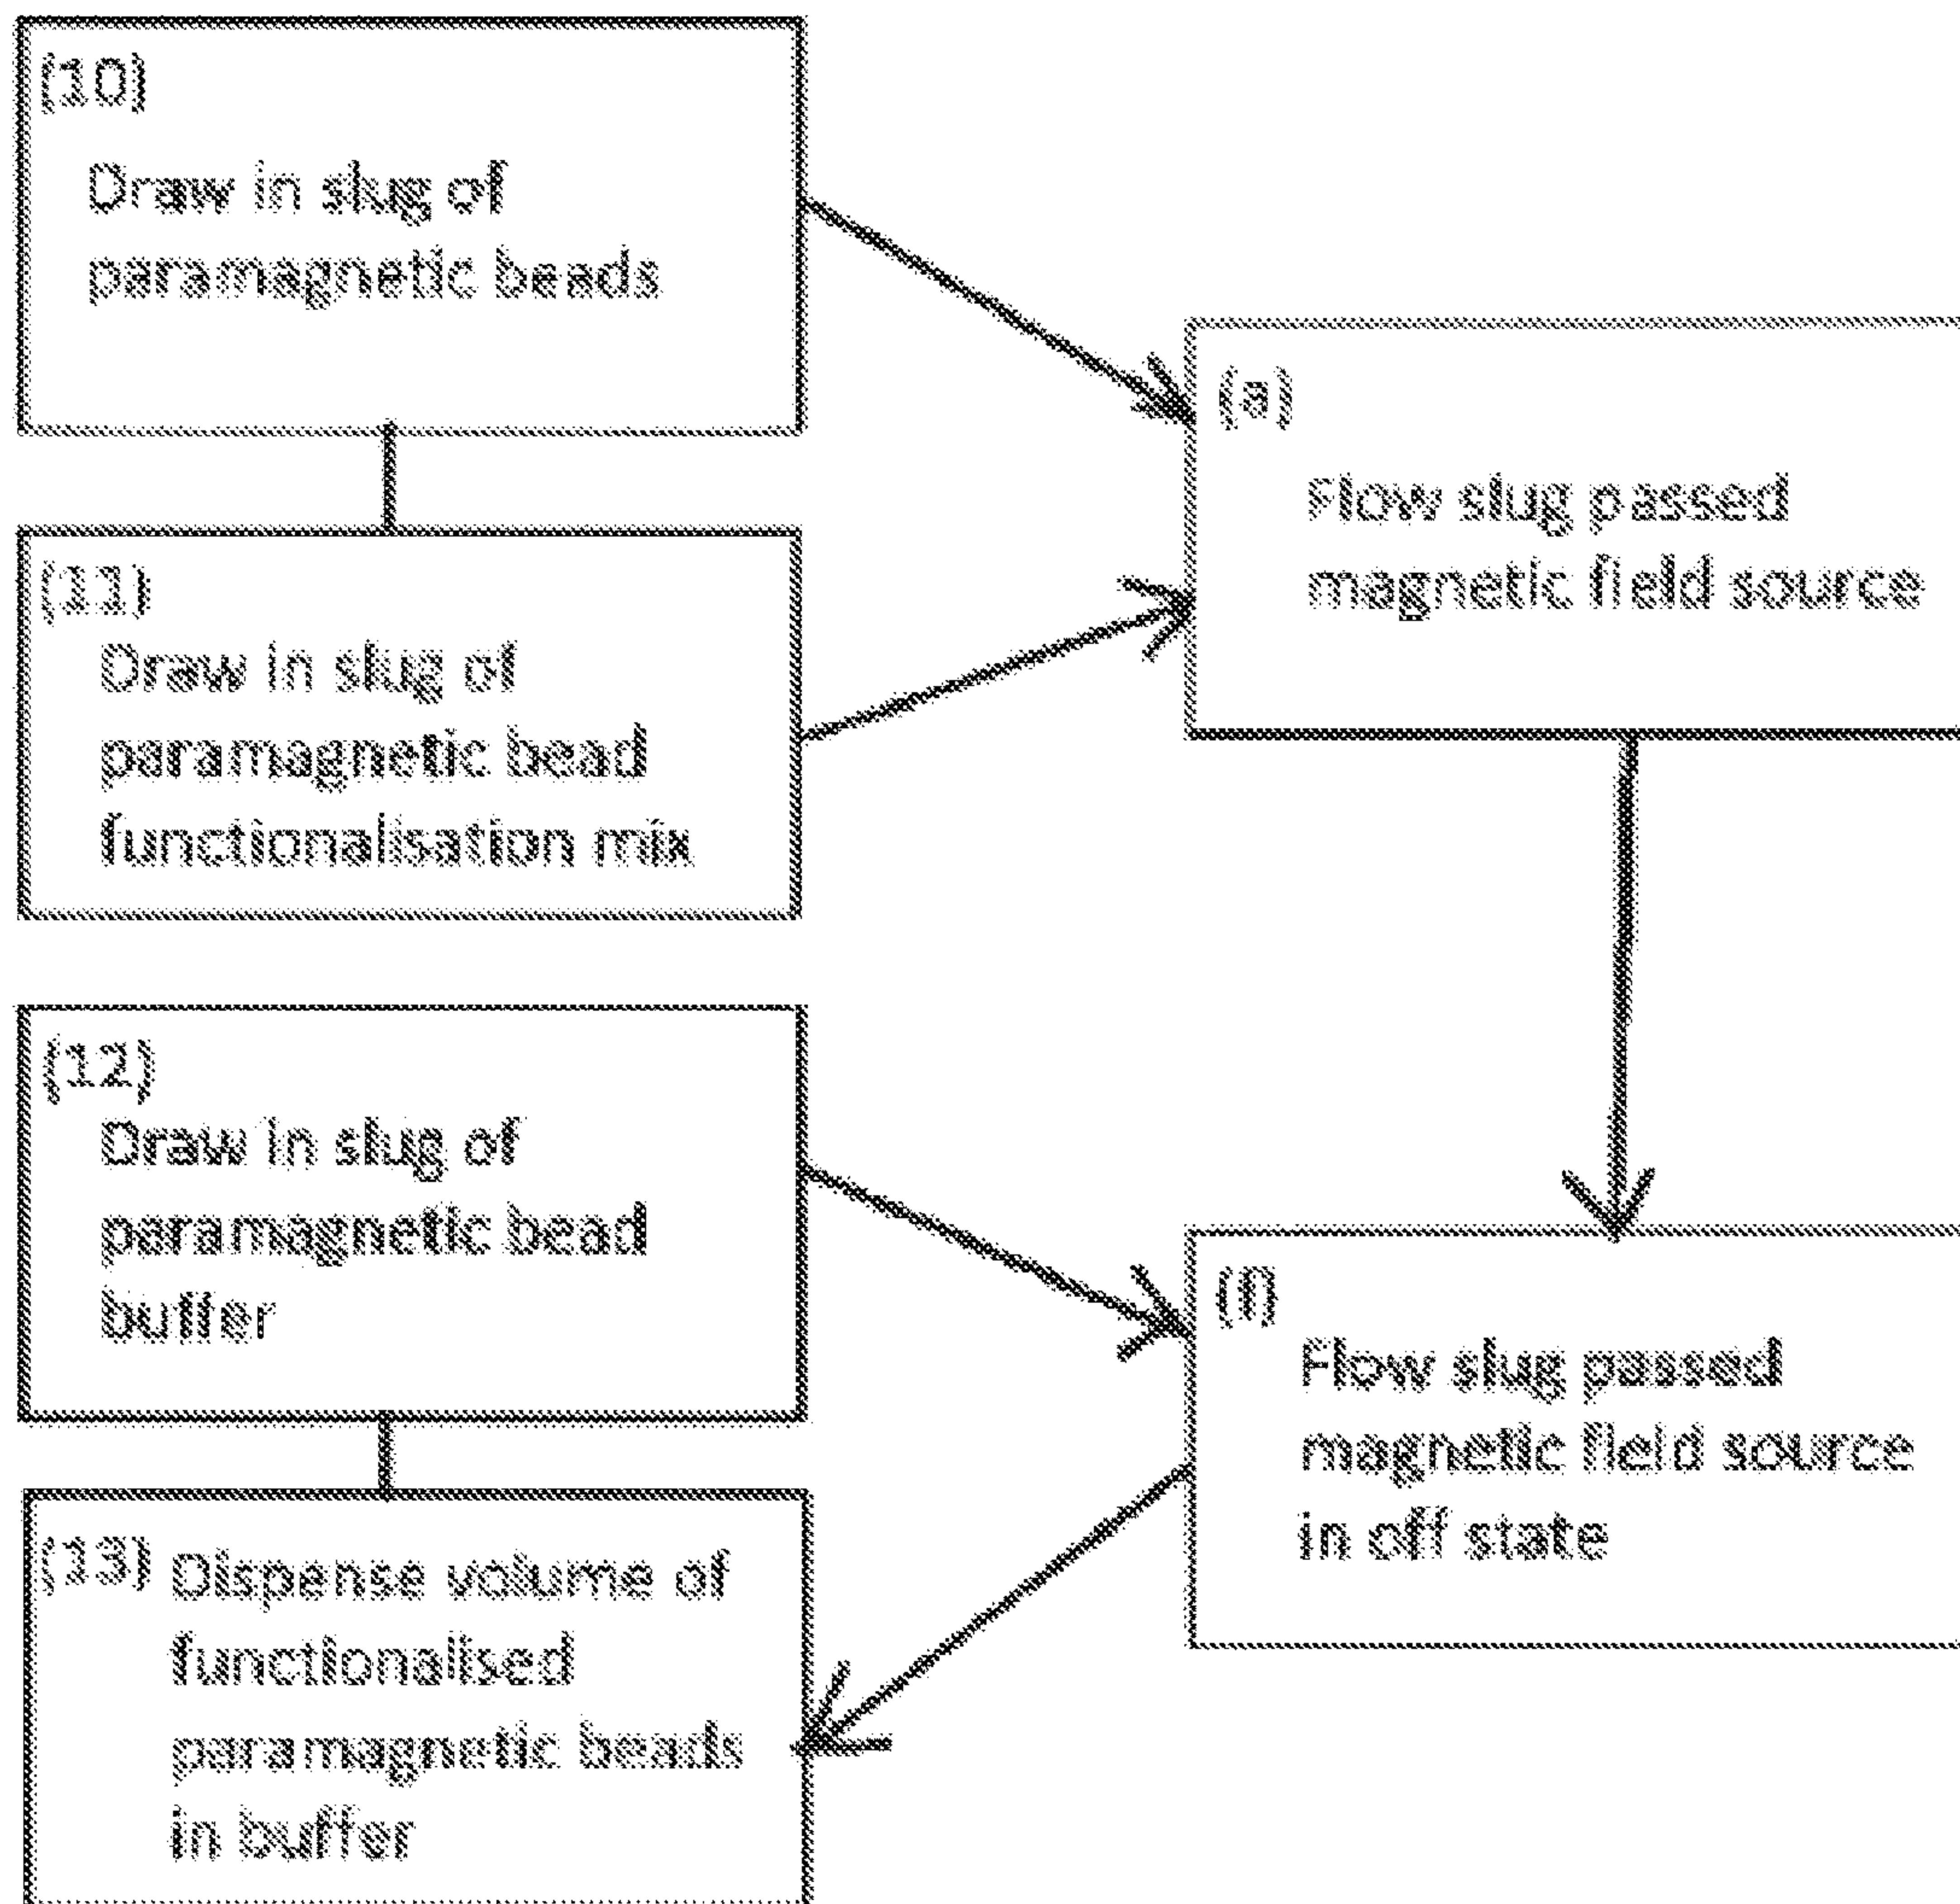 (10)
Draw in slug of
paramagnetic beads
(11)
Draw in slug of
paramagnetic bead
functionalisation mix
(a)
Flow slug passed
magnetic field source
(12)
Draw in slug of
paramagnetic bead
buffer
(13) Dispense volume of
functionalised
paramagnetic beads
in buffer
(f)
Flow slug passed
magnetic field source
in off state